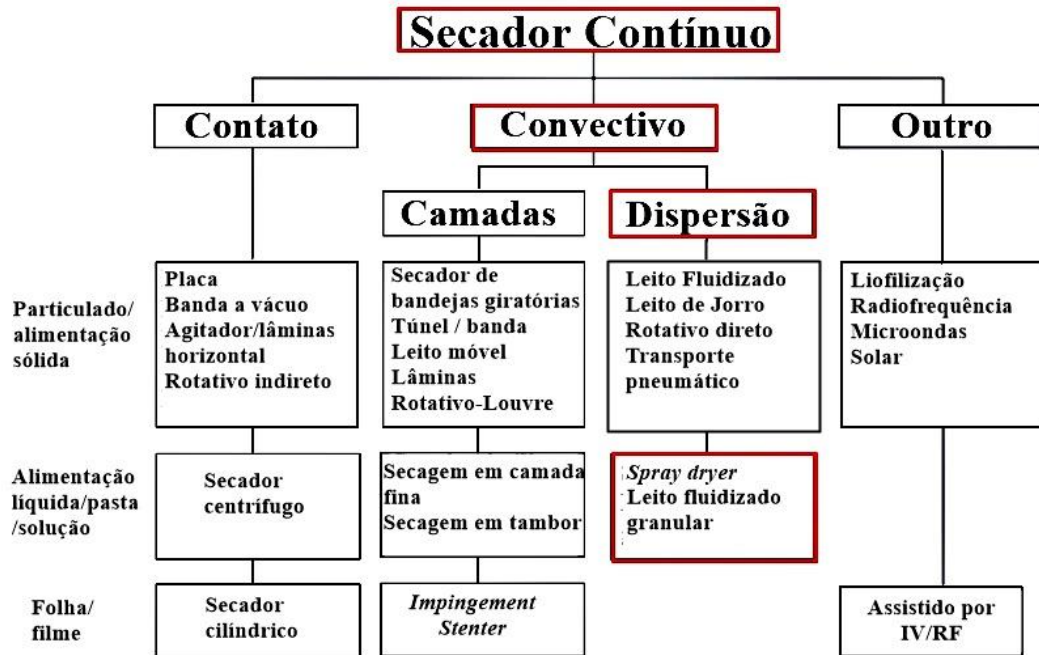 Secador Contínuo
Contato
Convectivo
Outro
Camadas
Dispersão
Particulado/
alimentação
sólida
Placa
Banda a vácuo
Agitador/lâminas
horizontal
Rotativo indireto
Secador de
bandejas giratórias
Túnel / banda
Leito móvel
Lâminas
Rotativo-Louvre
Leito Fluidizado
Leito de Jorro
Rotativo direto
Transporte
pneumático
Liofilização
Radiofrequência
Microondas
Solar
Alimentação
líquida/pasta
/solução
Secador
centrífugo
Secagem em camada
fina
Secagem em tambor
Spray dryer
Leito fluidizado
granular
Folha/
filme
Secador
cilíndrico
Impingement
Stenter
Assistido por
IV/RF